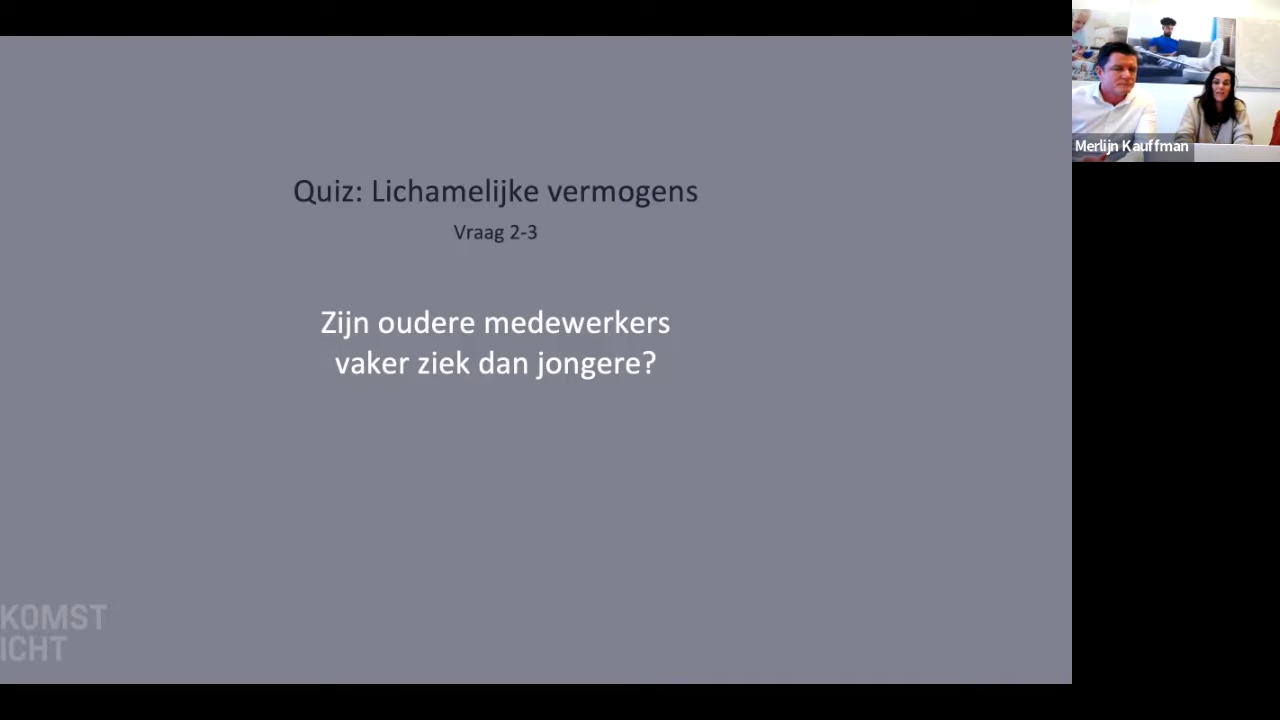 Quiz: Lichamelijke vermogens
Vraag 2-3
Zijn oudere medewerkers
vaker ziek dan jongere?
KOMST
ICHT
Merlijn Kauffman